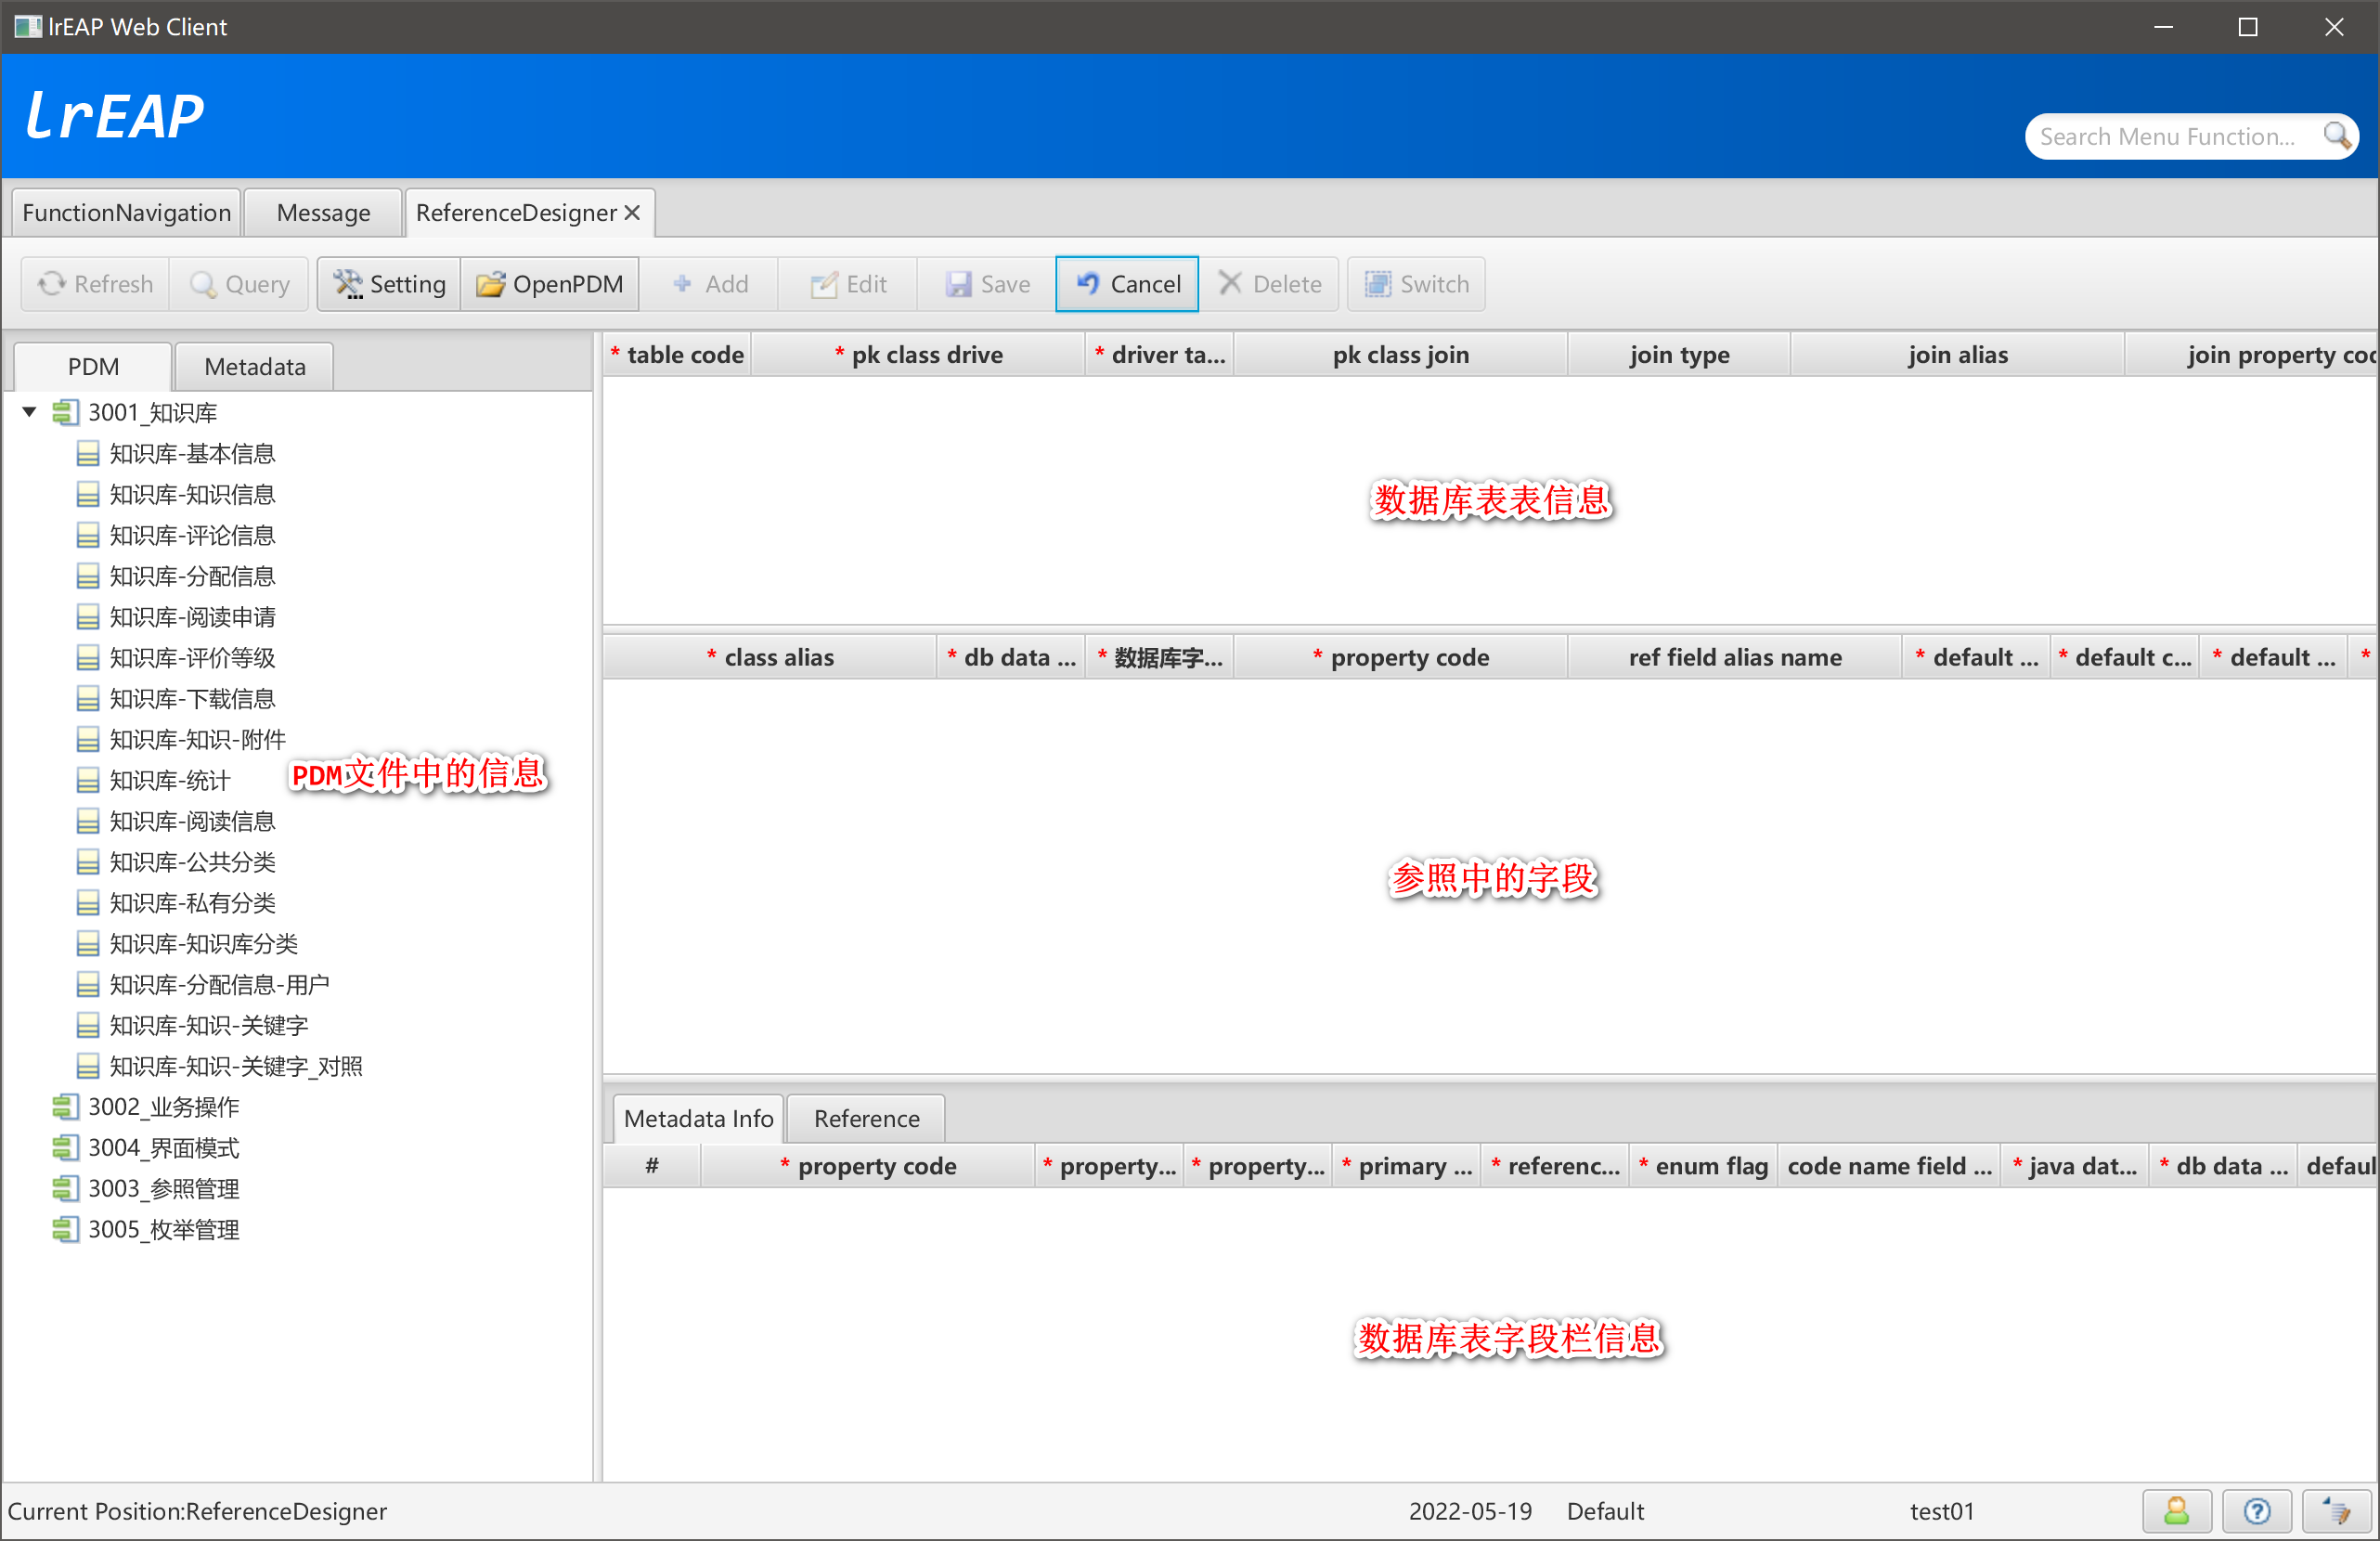 lrEAP Web Client
lrEAP
Search Menu Function...
FunctionNavigation Message ReferenceDesigner
Refresh Query Setting OpenPDM Add Edit Save Cancel Delete Switch
PDM Metadata
3001_知识库
知识库-基本信息
知识库-知识信息
知识库-评论信息
知识库-分配信息
知识库-阅读申请
知识库-评价等级
知识库-下载信息
知识库-知识-附件
知识库-统计
知识库-阅读信息
知识库-公共分类
知识库-私有分类
知识库-知识库分类
知识库-分配信息-用户
知识库-知识-关键字
知识库-知识-关键字_对照
3002_业务操作
3004_界面模式
3003_参照管理
3005_枚举管理
PDM文件中的信息
* table code * pk class drive * driver ta... pk class join join type join alias join property cod
数据库表表信息
* class alias * db data ... * 数据库字... * property code ref field alias name * default ... * default c... * default ... *
参照中的字段
Metadata Info Reference
# * property code * property... * property... * primary ... * referenc... * enum flag code name field ... * java dat... * db data ... defaul
数据库表字段栏信息
Current Position:ReferenceDesigner 2022-05-19 Default test01